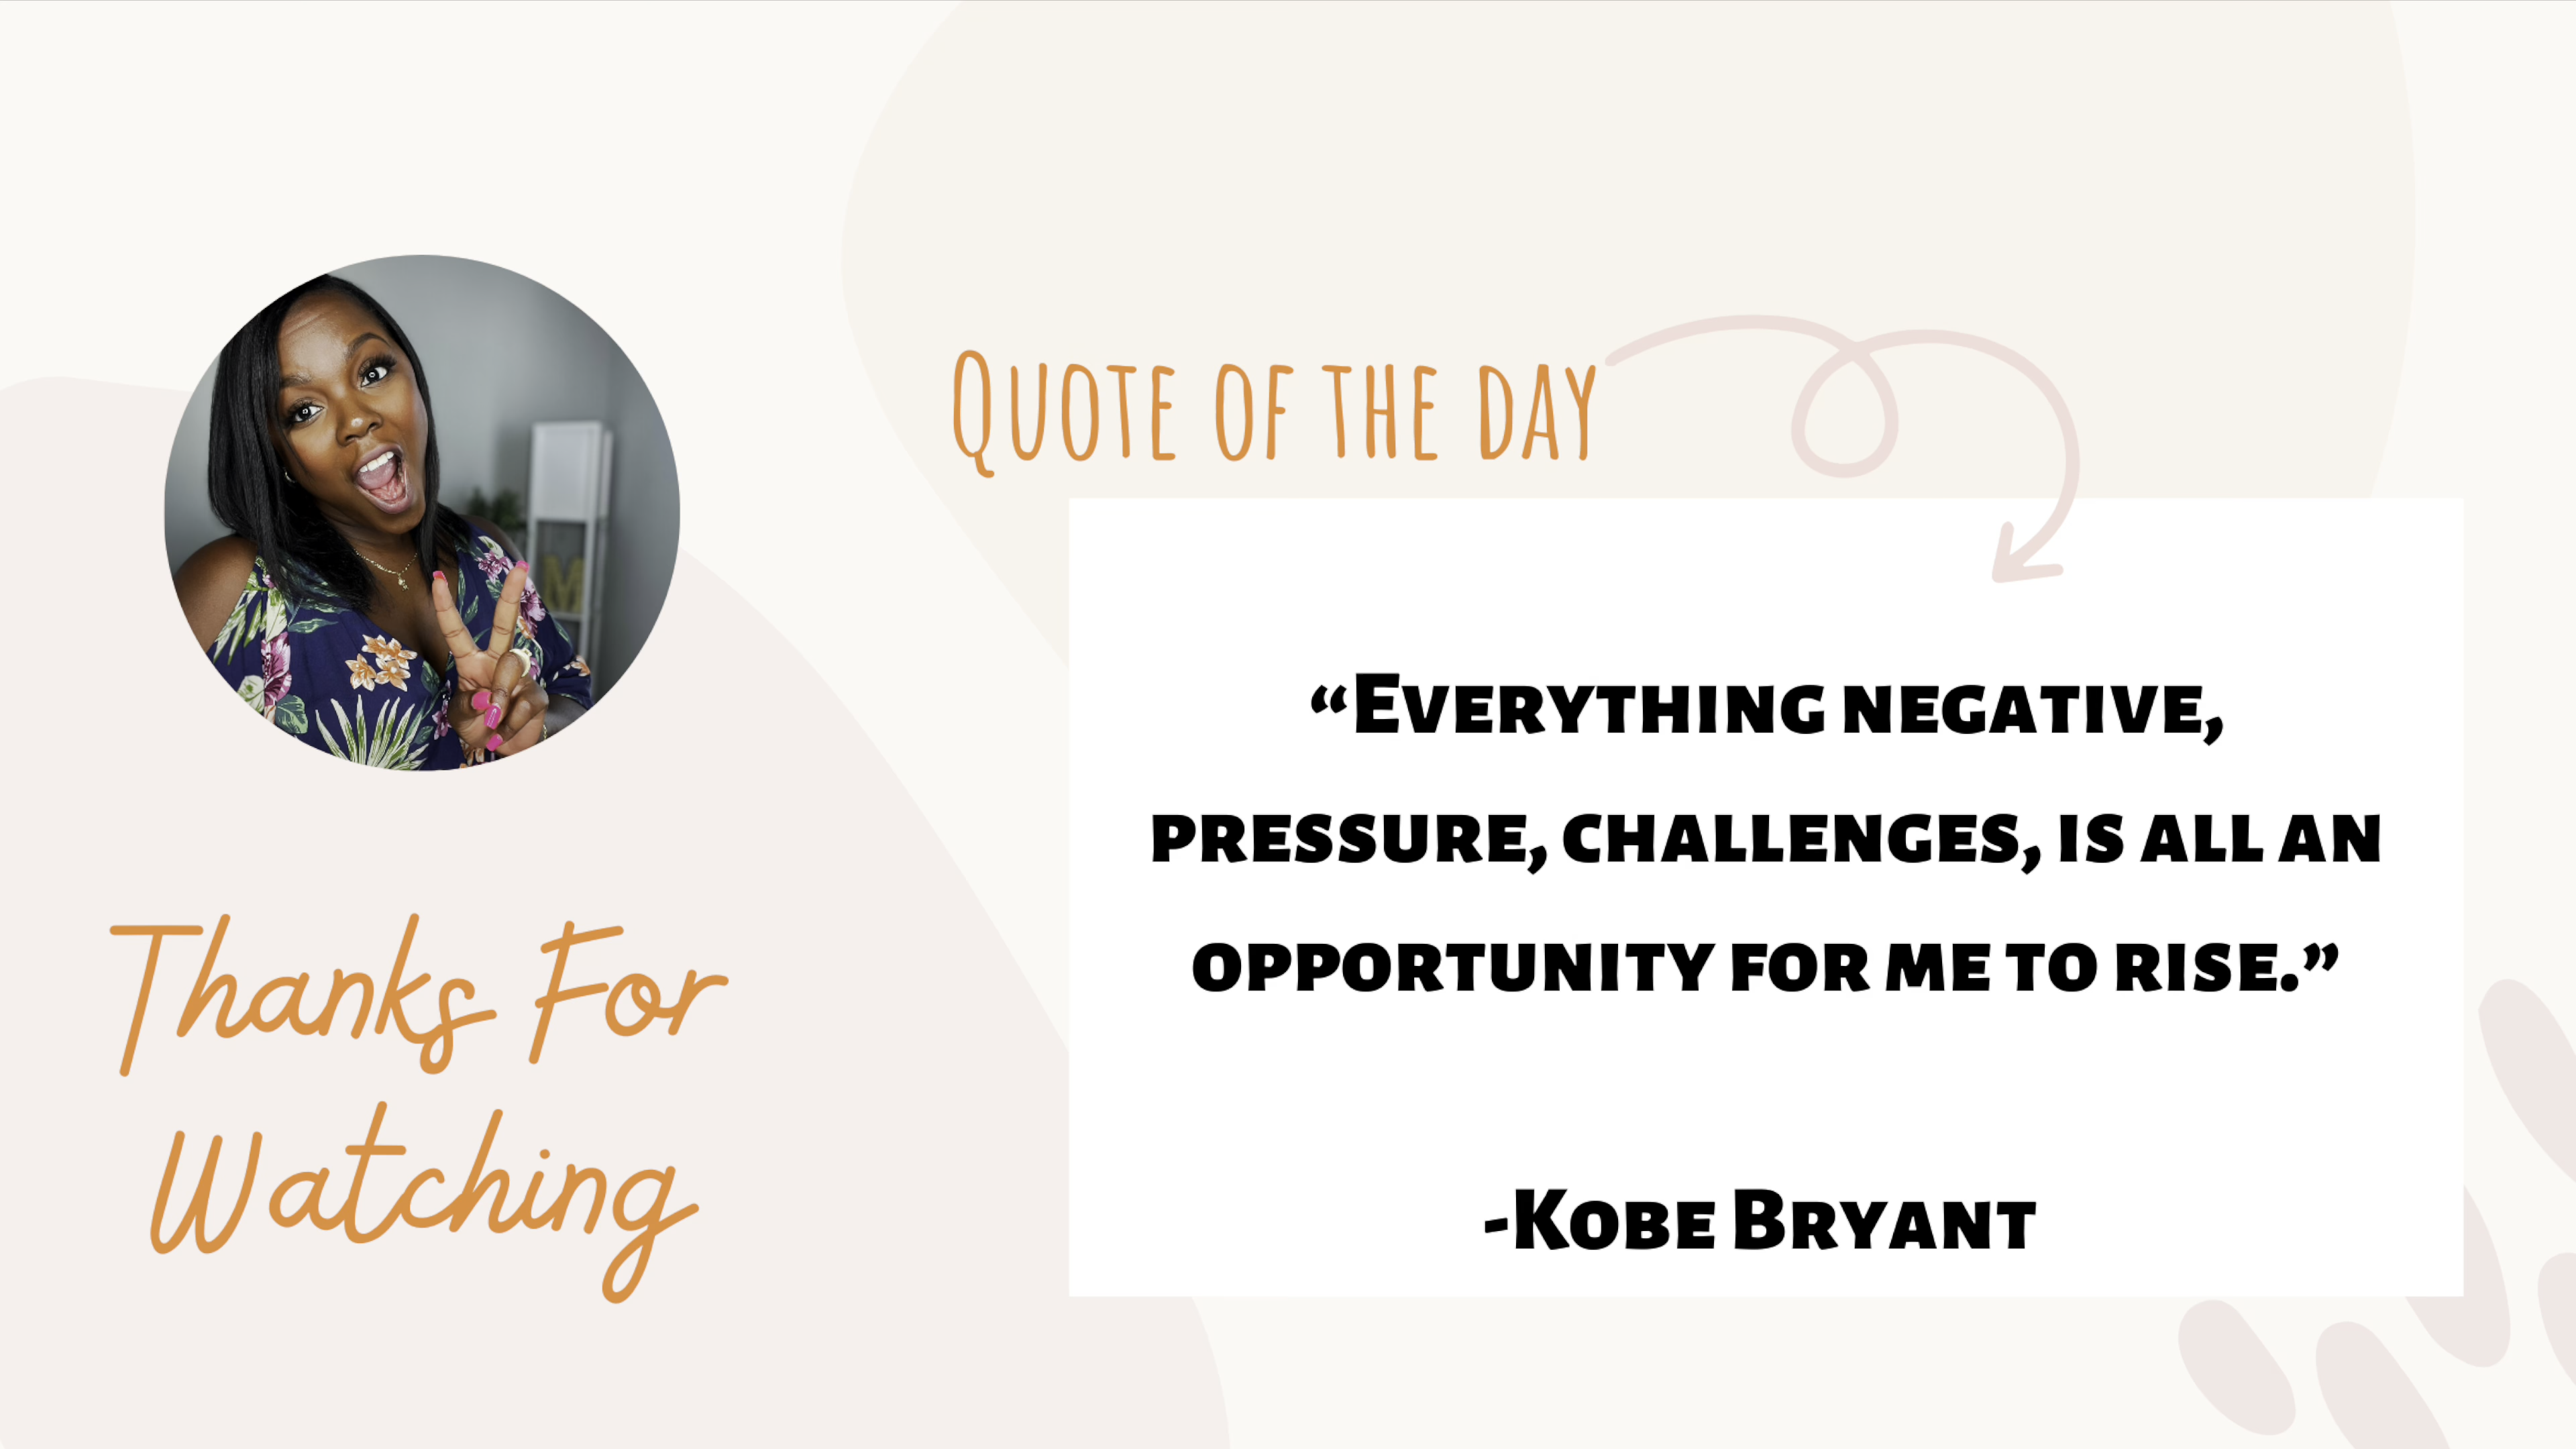 Thanks For
Watching
Quote of the day
“Everything negative,
pressure, challenges, is all an
opportunity for me to rise.”
-Kobe Bryant